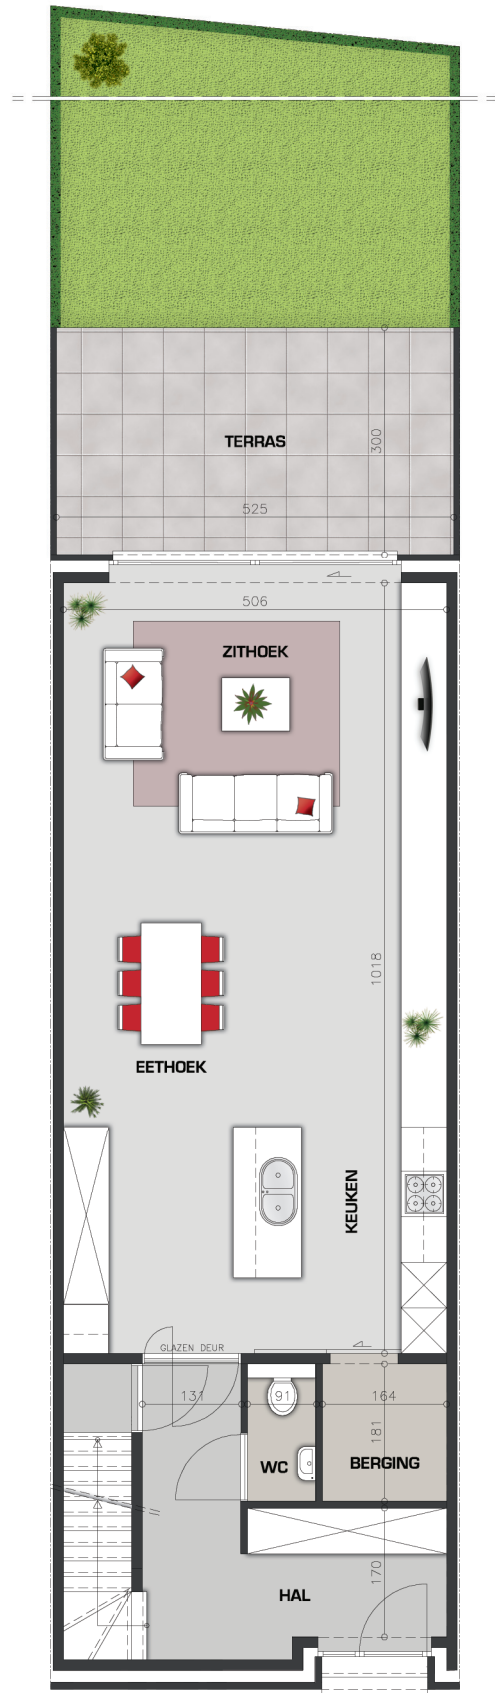 TERRAS
300
525
506
ZITHOEK
1018
EETHOEK
KEUKEN
GLAZEN DEUR
131
91
164
181
WC
BERGING
170
HAL